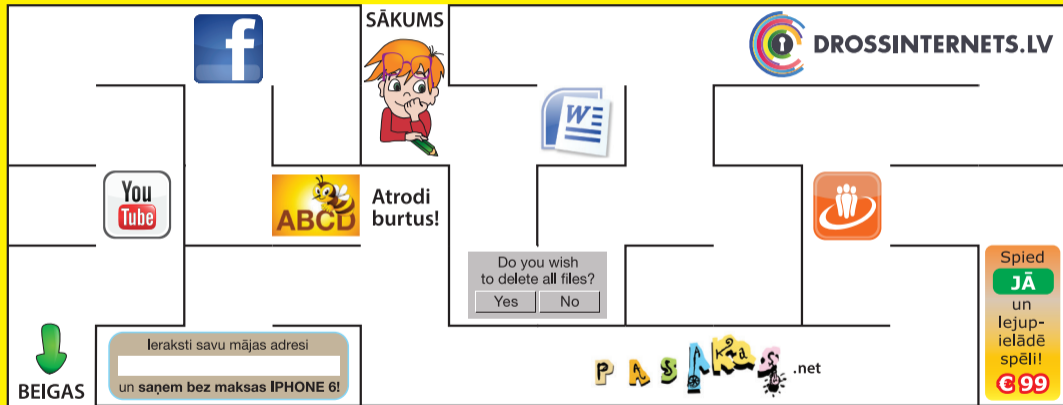 SĀKUMS
f
DROSSINTERNETS.LV
W
You
Tube
ABCD
Atrodi
burtus!
Do you wish
to delete all files?
Yes No
Spied
JĀ
un
lejup-
ielādē
spēli!
€99
BEIGAS
Ieraksti savu mājas adresi
un saņem bez maksas IPHONE 6!
PASAKAS.net